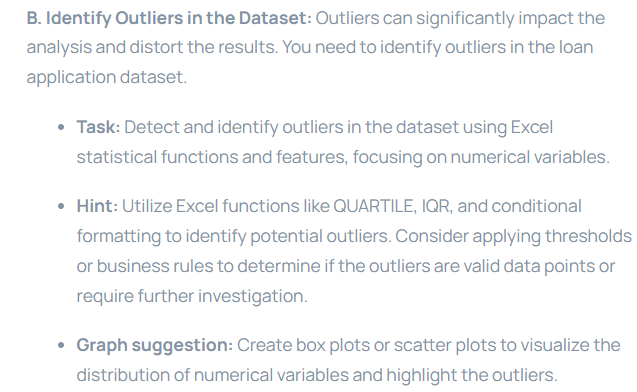 B. Identify Outliers in the Dataset: Outliers can significantly impact the
analysis and distort the results. You need to identify outliers in the loan
application dataset.
• Task: Detect and identify outliers in the dataset using Excel
statistical functions and features, focusing on numerical variables.
• Hint: Utilize Excel functions like QUARTILE, IQR, and conditional
formatting to identify potential outliers. Consider applying thresholds
or business rules to determine if the outliers are valid data points or
require further investigation.
• Graph suggestion: Create box plots or scatter plots to visualize the
distribution of numerical variables and highlight the outliers.